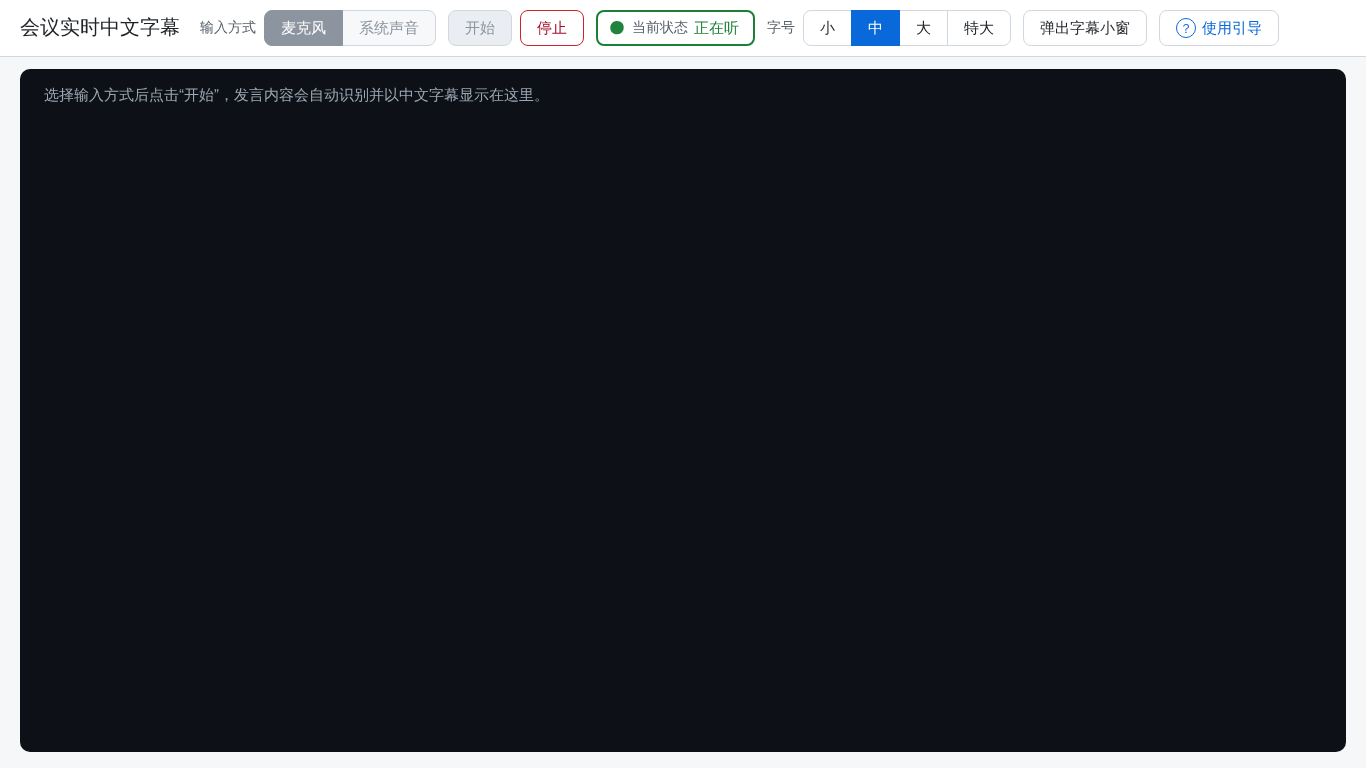 会议实时中文字幕 输入方式 麦克风 系统声音 开始 停止 当前状态 正在听 字号 小 中 大 特大 弹出字幕小窗 ? 使用引导
选择输入方式后点击“开始”，发言内容会自动识别并以中文字幕显示在这里。